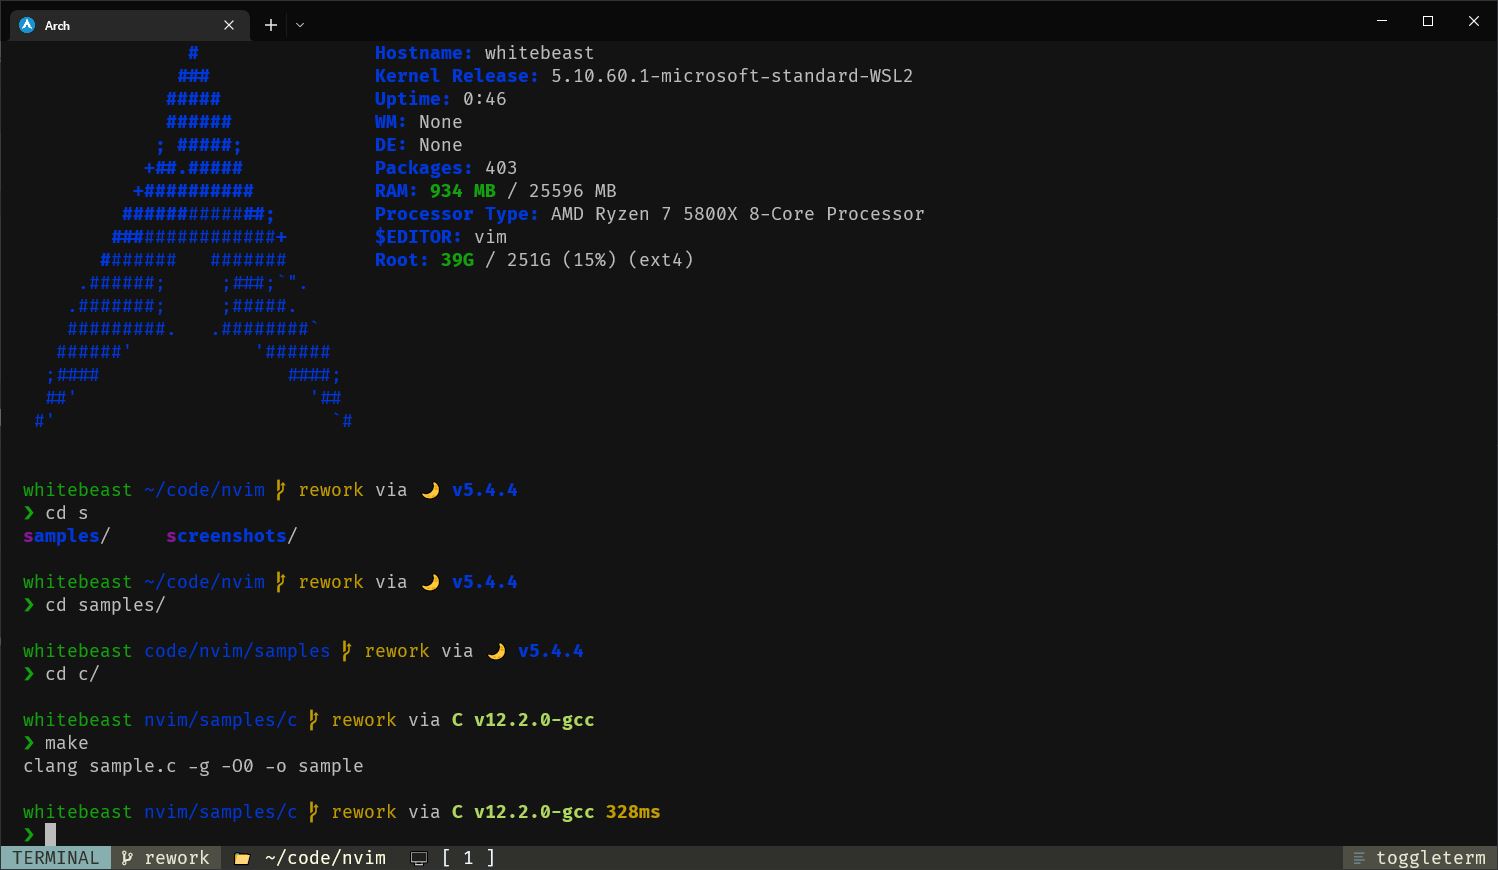 Arch
#                Hostname: whitebeast
###               Kernel Release: 5.10.60.1-microsoft-standard-WSL2
#####              Uptime: 0:46
######             WM: None
; #####;            DE: None
+##.#####            Packages: 403
+##########           RAM: 934 MB / 25596 MB
#############;         Processor Type: AMD Ryzen 7 5800X 8-Core Processor
###############+        $EDITOR: vim
#######   #######        Root: 39G / 251G (15%) (ext4)
.######;     ;###;`".
.#######;     ;#####.
#########.   .########`
######'           '######
;####                 ####;
##'                     '##
#'                         `#
whitebeast ~/code/nvim rework via 🌙 v5.4.4
❯ cd s
samples/     screenshots/
whitebeast ~/code/nvim rework via 🌙 v5.4.4
❯ cd samples/
whitebeast code/nvim/samples rework via 🌙 v5.4.4
❯ cd c/
whitebeast nvim/samples/c rework via C v12.2.0-gcc
❯ make
clang sample.c -g -O0 -o sample
whitebeast nvim/samples/c rework via C v12.2.0-gcc 328ms
❯
TERMINAL rework ~/code/nvim [ 1 ] toggleterm